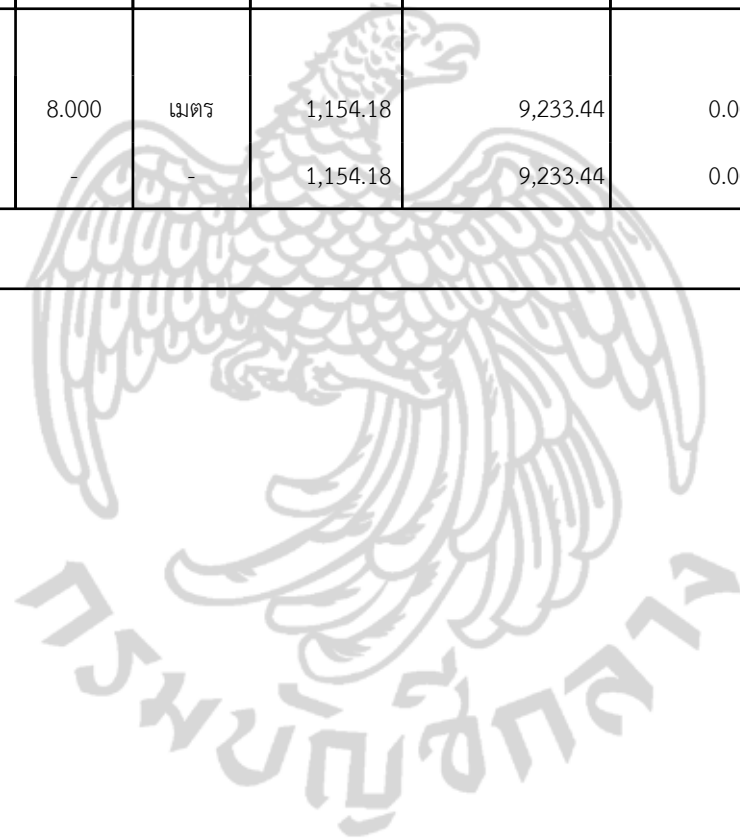 8.000 เมตร 1,154.18 9,233.44 0.0
- - 1,154.18 9,233.44 0.0
กรมบัญชีกลาง